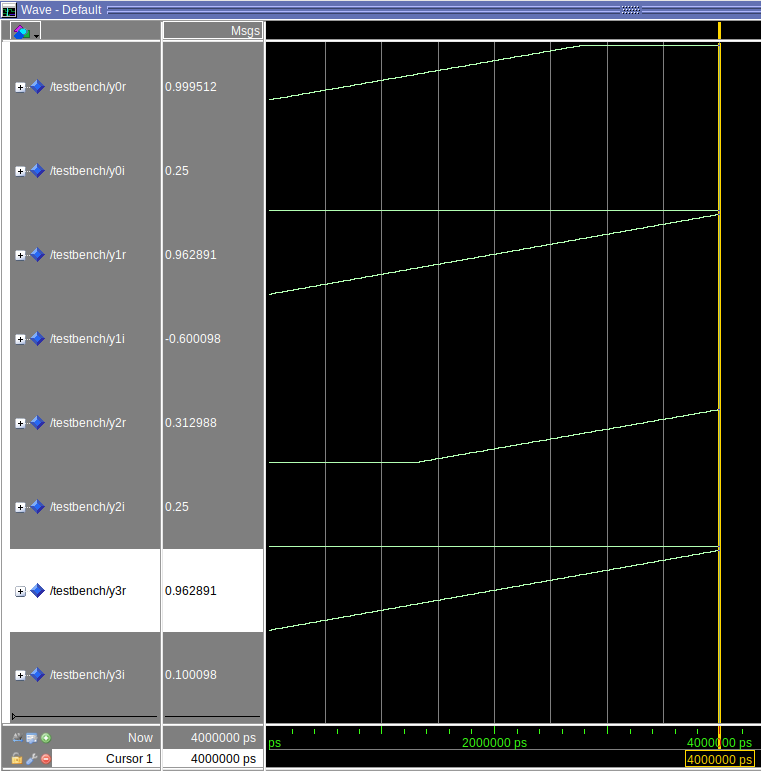 Wave - Default
Msgs
/testbench/y0r 0.999512
/testbench/y0i 0.25
/testbench/y1r 0.962891
/testbench/y1i -0.600098
/testbench/y2r 0.312988
/testbench/y2i 0.25
/testbench/y3r 0.962891
/testbench/y3i 0.100098
Now 4000000 ps ps 2000000 ps 4000000 ps
Cursor 1 4000000 ps 4000000 ps